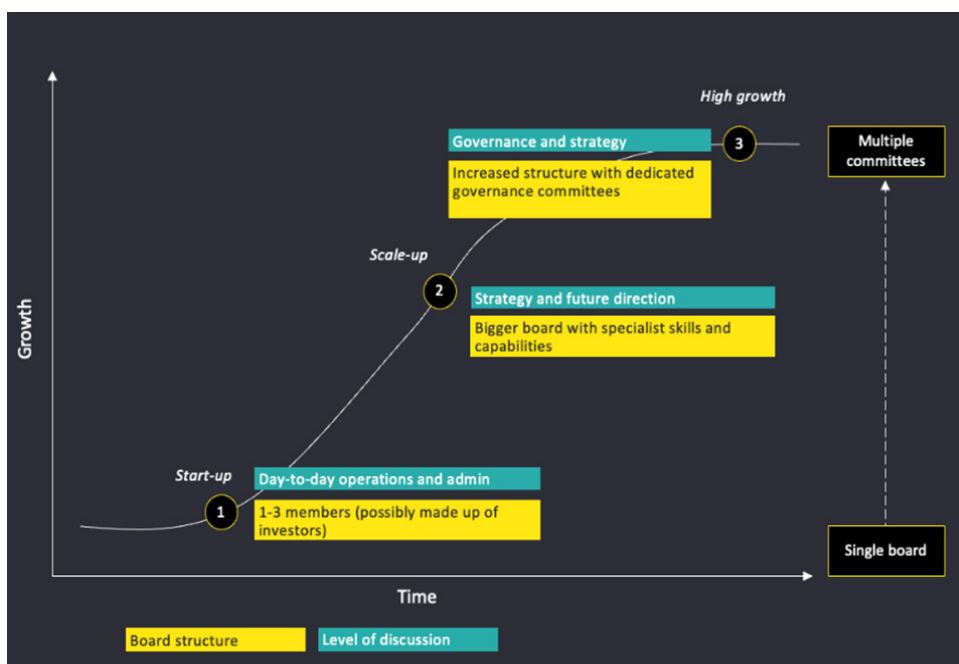 High growth
3
Multiple
committees
Governance and strategy
Increased structure with dedicated
governance committees
Scale-up
2
Strategy and future direction
Bigger board with specialist skills and
capabilities
Growth
Start-up
1
Day-to-day operations and admin
1-3 members (possibly made up of
investors)
Single board
Time
Board structure
Level of discussion